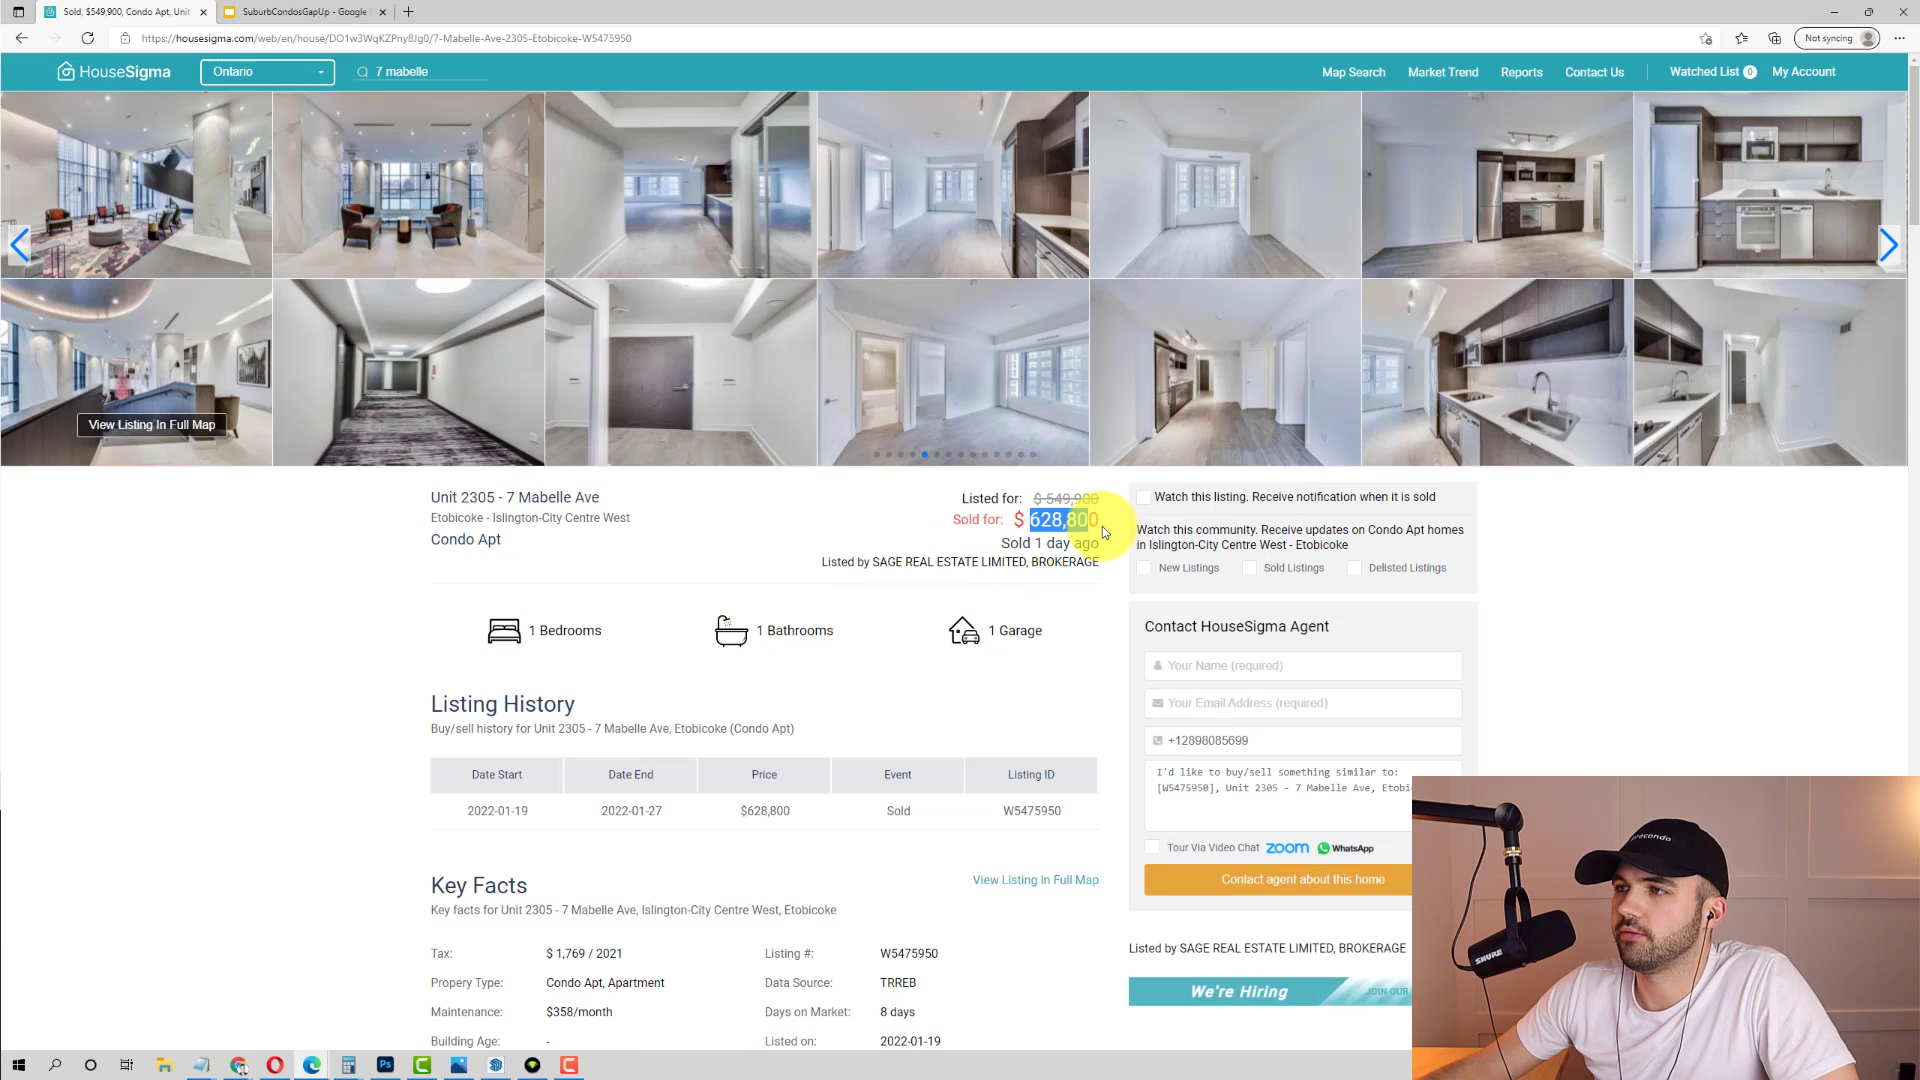 Sold, $549,900, Condo Apt, Unit
SuburbCondosGapUp - Google
https://housesigma.com/web/en/house/DO1w3WqKZPny8Jg0/7-Mabelle-Ave-2305-Etobicoke-W5475950
Not syncing
HouseSigma
Ontario
7 mabelle
Map Search
Market Trend
Reports
Contact Us
Watched List 0
My Account
View Listing In Full Map
Unit 2305 - 7 Mabelle Ave
Etobicoke - Islington-City Centre West
Condo Apt
Listed for: $ 549,900
Sold for: $ 628,800
Sold 1 day ago
Listed by SAGE REAL ESTATE LIMITED, BROKERAGE
1 Bedrooms
1 Bathrooms
1 Garage
Listing History
Buy/sell history for Unit 2305 - 7 Mabelle Ave, Etobicoke (Condo Apt)
Date Start Date End Price Event Listing ID
2022-01-19 2022-01-27 $628,800 Sold W5475950
Key Facts
View Listing In Full Map
Key facts for Unit 2305 - 7 Mabelle Ave, Islington-City Centre West, Etobicoke
Tax: $ 1,769 / 2021 Listing #: W5475950
Propery Type: Condo Apt, Apartment Data Source: TRREB
Maintenance: $358/month Days on Market: 8 days
Building Age: - Listed on: 2022-01-19
Watch this listing. Receive notification when it is sold
Watch this community. Receive updates on Condo Apt homes
in Islington-City Centre West - Etobicoke
New Listings Sold Listings Delisted Listings
Contact HouseSigma Agent
Your Name (required)
Your Email Address (required)
+12898085699
I'd like to buy/sell something similar to:
[W5475950], Unit 2305 - 7 Mabelle Ave, Etobi
Tour Via Video Chat zoom WhatsApp
Contact agent about this home
Listed by SAGE REAL ESTATE LIMITED, BROKERAGE
We're Hiring
JOIN OUR
Ps
precondo
SHURE